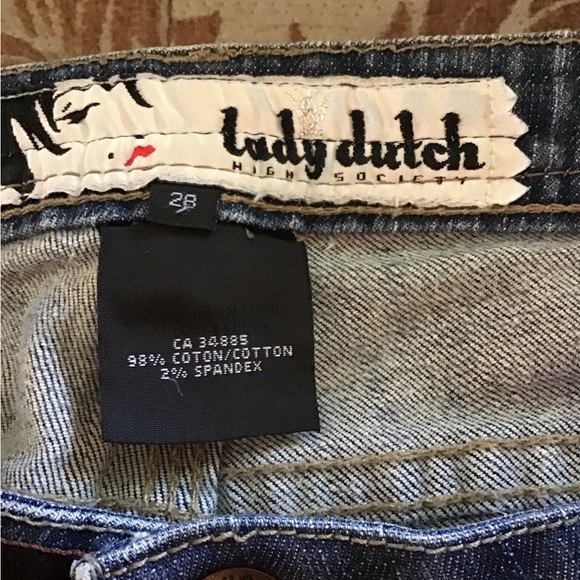 lady dutch
HIGH SOCIETY
28
CA 34885
98% COTON/COTTON
2% SPANDEX